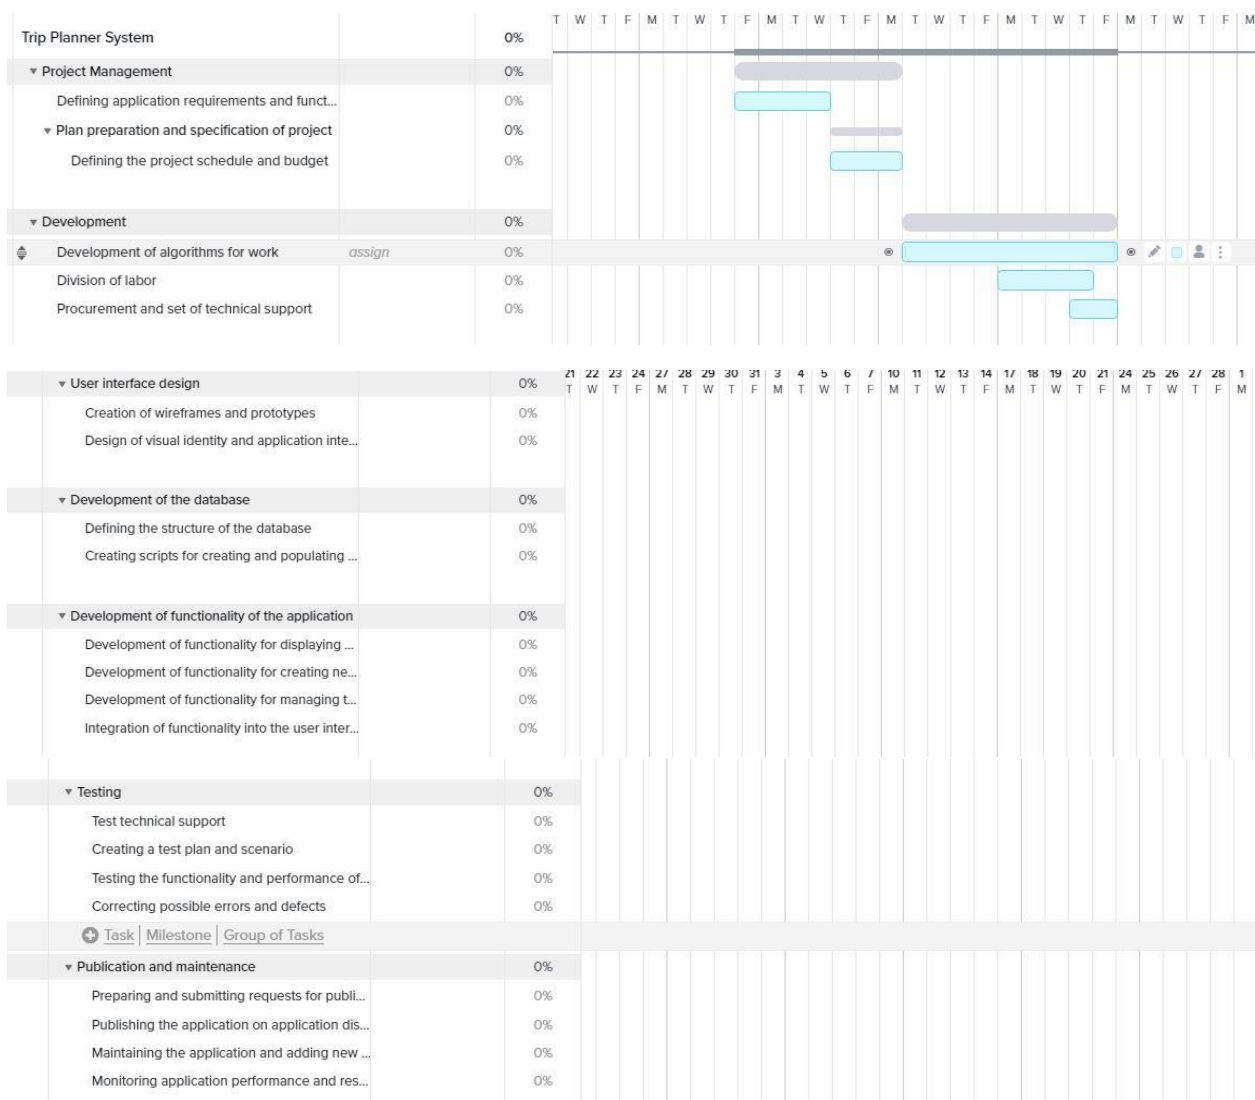 T W T F M T W T F M T W T F M T W T F M T W T F M T W T F M
Trip Planner System 0%
Project Management 0%
Defining application requirements and funct... 0%
Plan preparation and specification of project 0%
Defining the project schedule and budget 0%
Development 0%
Development of algorithms for work assign 0%
Division of labor 0%
Procurement and set of technical support 0%
21 22 23 24 27 28 29 30 31 3 4 5 6 7 10 11 12 13 14 17 18 19 20 21 24 25 26 27 28 1
T W T F M T W T F M T W T F M T W T F M T W T F M T W T F M
User interface design 0%
Creation of wireframes and prototypes 0%
Design of visual identity and application inte... 0%
Development of the database 0%
Defining the structure of the database 0%
Creating scripts for creating and populating ... 0%
Development of functionality of the application 0%
Development of functionality for displaying ... 0%
Development of functionality for creating ne... 0%
Development of functionality for managing t... 0%
Integration of functionality into the user inter... 0%
Testing 0%
Test technical support 0%
Creating a test plan and scenario 0%
Testing the functionality and performance of... 0%
Correcting possible errors and defects 0%
Task | Milestone | Group of Tasks
Publication and maintenance 0%
Preparing and submitting requests for publi... 0%
Publishing the application on application dis... 0%
Maintaining the application and adding new ... 0%
Monitoring application performance and res... 0%